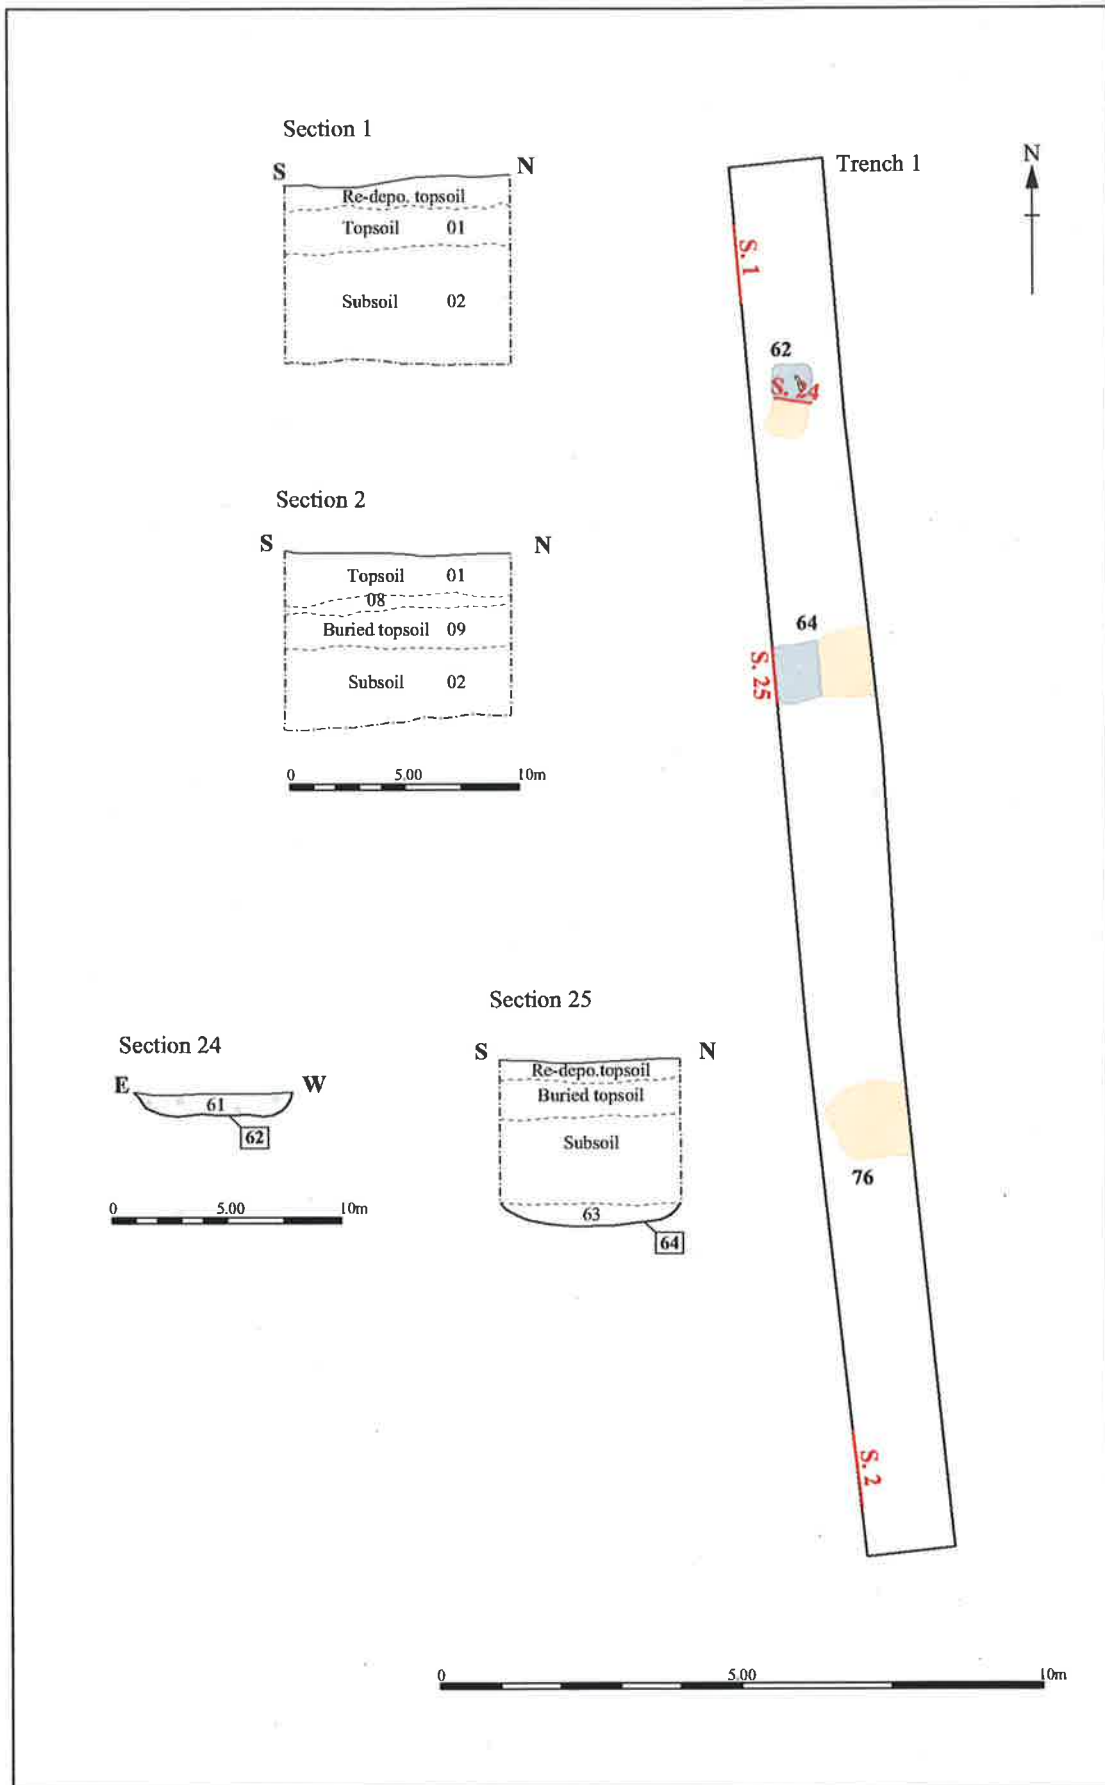 Section 1
S N
Re-depo. topsoil
Topsoil 01
Subsoil 02
Section 2
S N
Topsoil 01
08
Buried topsoil 09
Subsoil 02
0 5.00 10m
Section 24
E W
61
62
0 5.00 10m
Section 25
S N
Re-depo.topsoil
Buried topsoil
Subsoil
63
64
Trench 1
N
S. 1
62
S. 24
64
S. 25
76
S. 2
0 5.00 10m